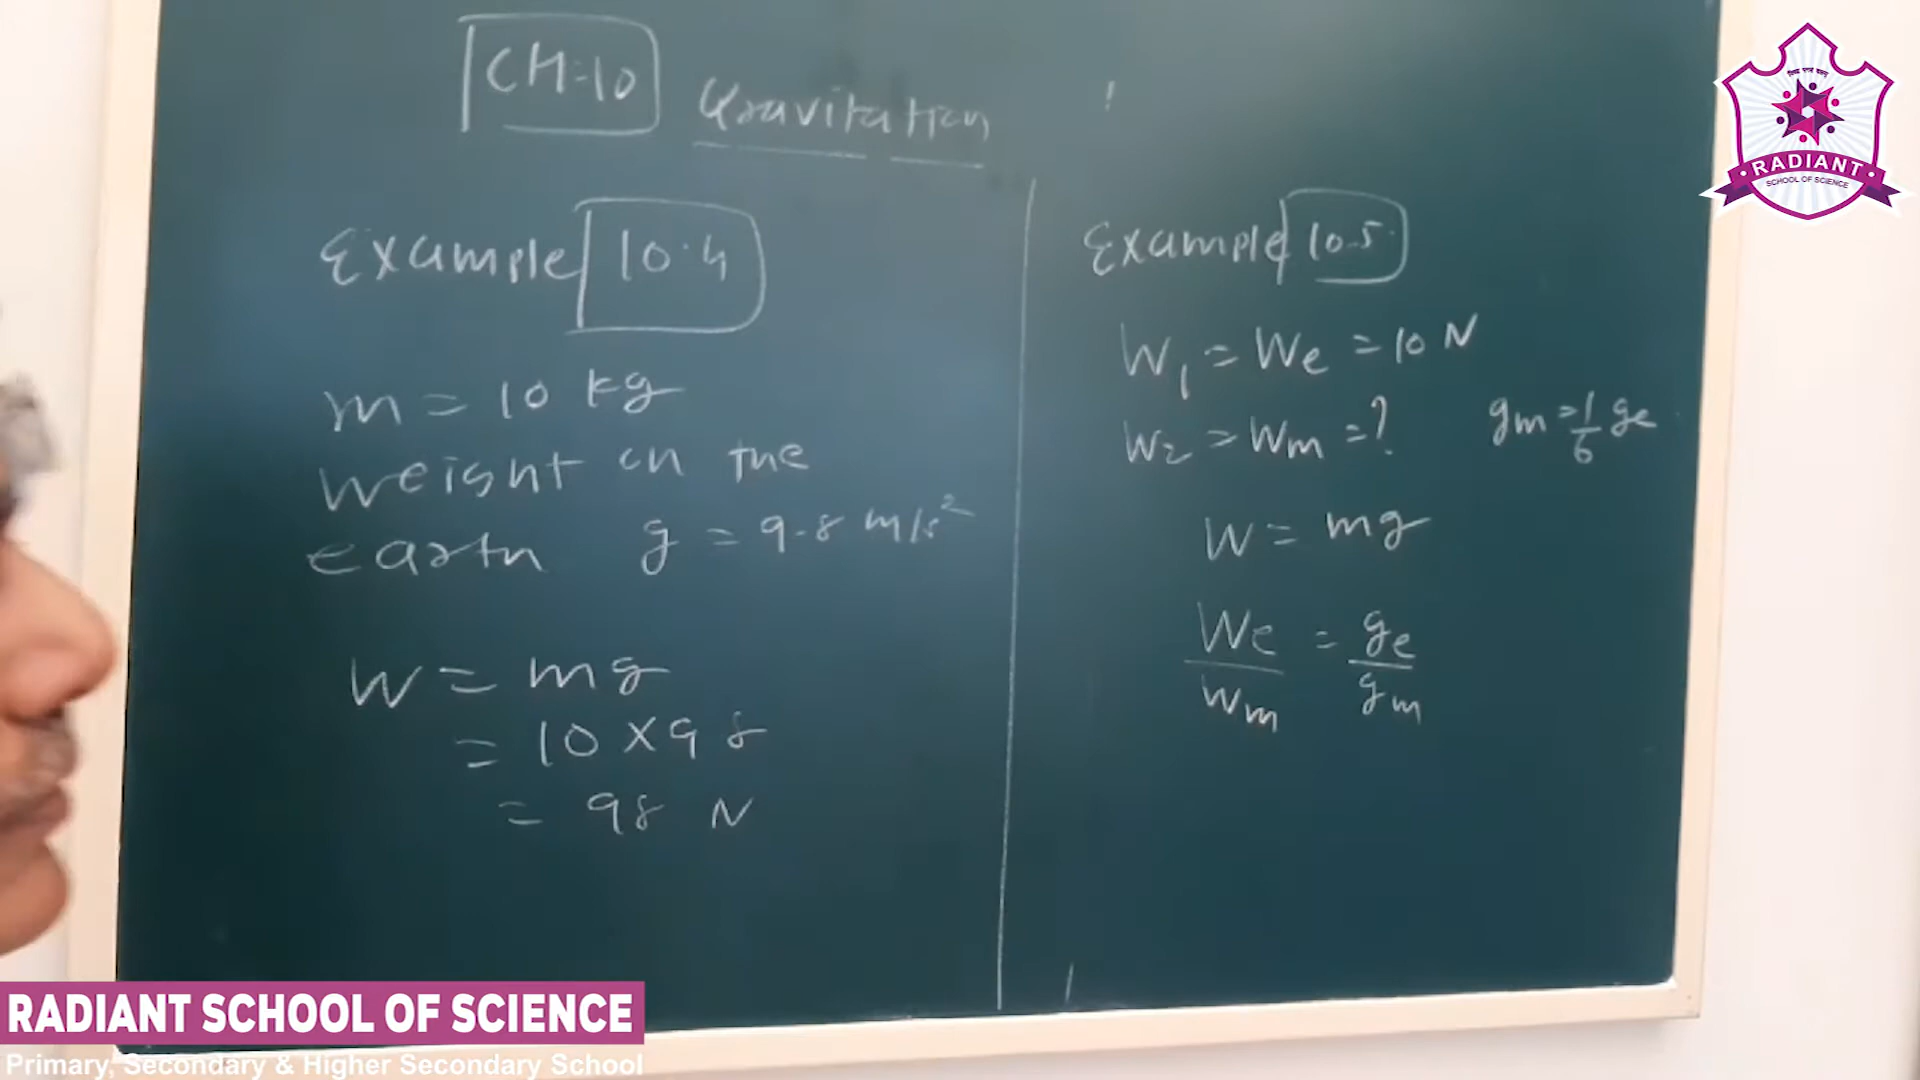 CH=10 Gravitation
Example 10.4
m = 10 kg
weight on the
earth g = 9.8 m/s²
W = mg
= 10 × 9 8
= 98 N
Example 10.5
W₁ = We = 10 N
W₂ = Wm = ? gm = 1/6 ge
W = mg
We/Wm = ge/gm
RADIANT
SCHOOL OF SCIENCE
RADIANT SCHOOL OF SCIENCE
Primary, Secondary & Higher Secondary School